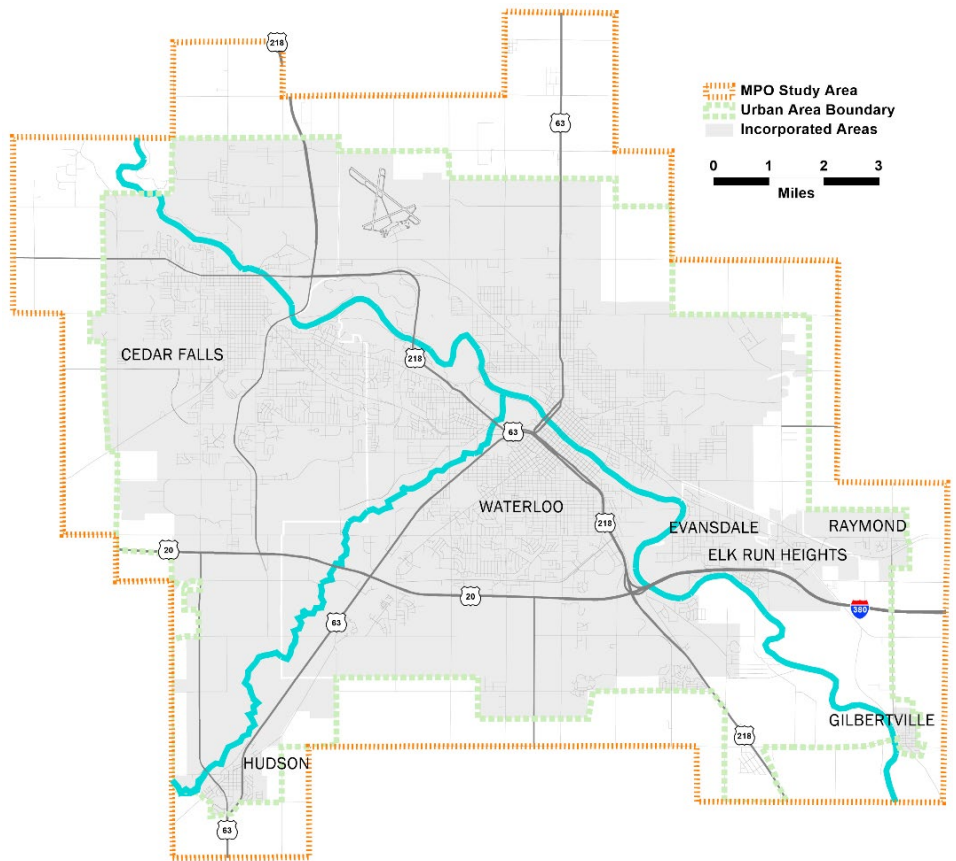 218
63
MPO Study Area
Urban Area Boundary
Incorporated Areas
0 1 2 3
Miles
CEDAR FALLS
218
63
WATERLOO
218
EVANSDALE
RAYMOND
ELK RUN HEIGHTS
20
20
380
63
GILBERTVILLE
218
HUDSON
63